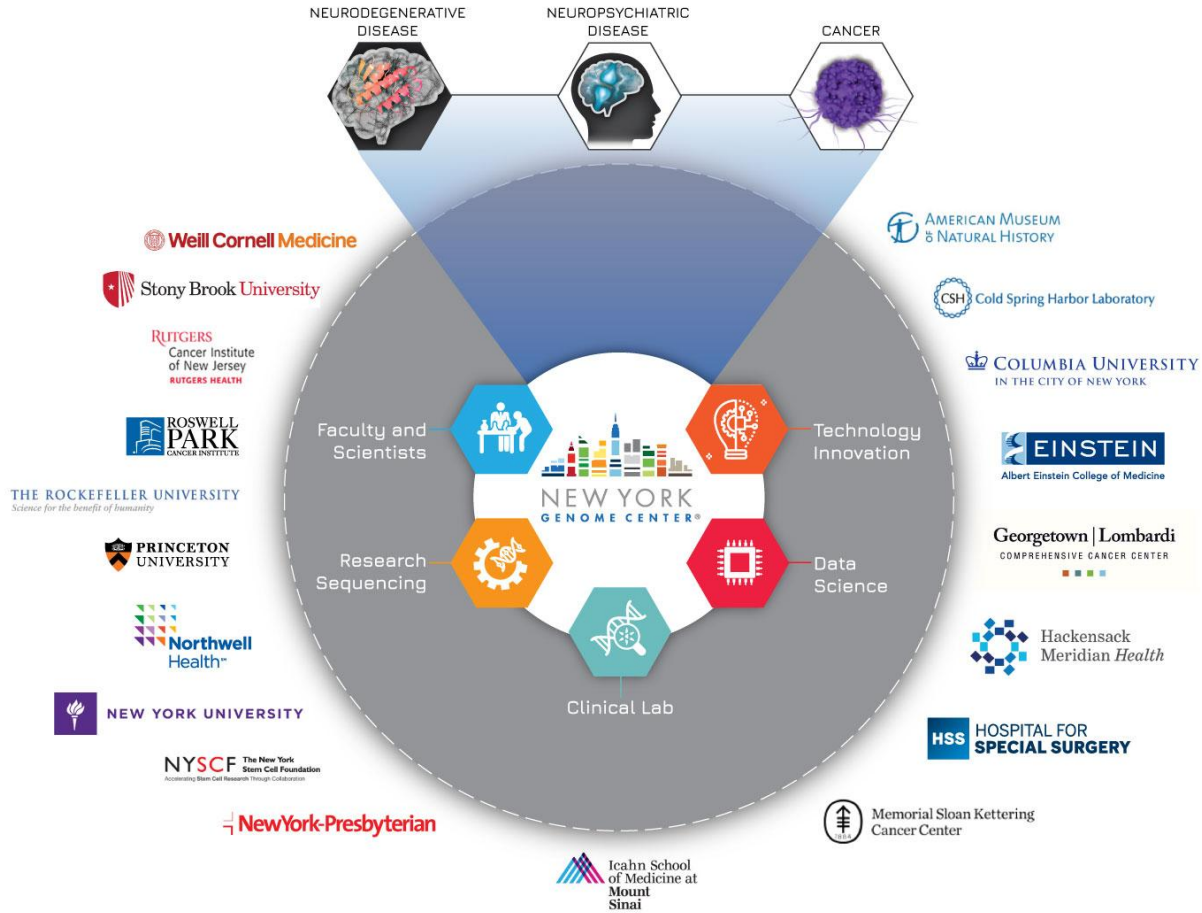 NEURODEGENERATIVE
DISEASE
NEUROPSYCHIATRIC
DISEASE
CANCER
Weill Cornell Medicine
Stony Brook University
RUTGERS
Cancer Institute
of New Jersey
RUTGERS HEALTH
ROSWELL
PARK
CANCER INSTITUTE
THE ROCKEFELLER UNIVERSITY
Science for the benefit of humanity
PRINCETON
UNIVERSITY
Northwell
Health℠
NEW YORK UNIVERSITY
NYSCF The New York
Stem Cell Foundation
Accelerating Stem Cell Research Through Collaboration
NewYork-Presbyterian
Icahn School
of Medicine at
Mount
Sinai
Faculty and
Scientists
Research
Sequencing
Clinical Lab
NEW YORK
GENOME CENTER®
Technology
Innovation
Data
Science
AMERICAN MUSEUM
OF NATURAL HISTORY
CSH Cold Spring Harbor Laboratory
COLUMBIA UNIVERSITY
IN THE CITY OF NEW YORK
EINSTEIN
Albert Einstein College of Medicine
Georgetown | Lombardi
COMPREHENSIVE CANCER CENTER
Hackensack
Meridian Health
HSS HOSPITAL FOR
SPECIAL SURGERY
1884
Memorial Sloan Kettering
Cancer Center